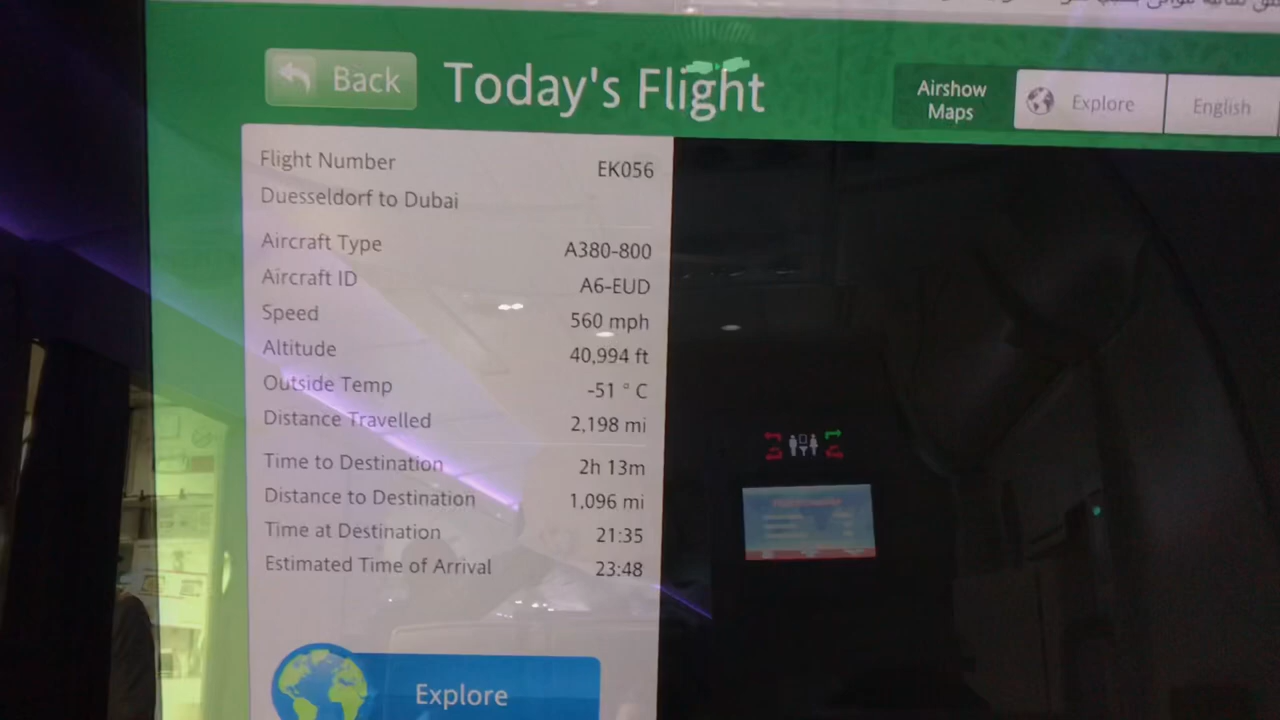 Back
Today's Flight
Airshow
Maps
Explore
English
Flight Number EK056
Duesseldorf to Dubai
Aircraft Type A380-800
Aircraft ID A6-EUD
Speed 560 mph
Altitude 40,994 ft
Outside Temp -51 ° C
Distance Travelled 2,198 mi
Time to Destination 2h 13m
Distance to Destination 1,096 mi
Time at Destination 21:35
Estimated Time of Arrival 23:48
Explore